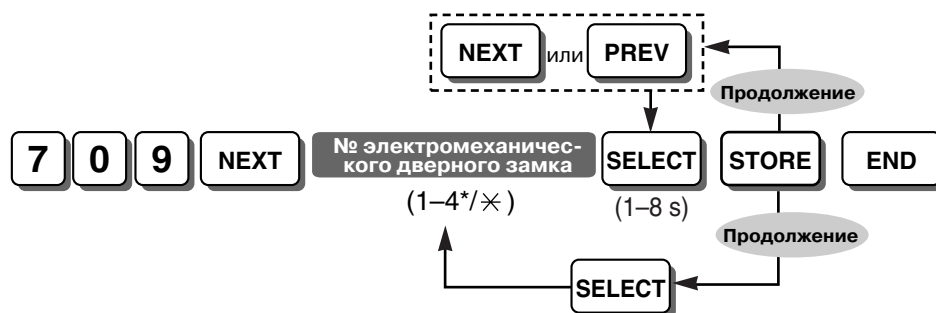 NEXT или PREV
Продолжение
7 0 9 NEXT № электромеханичес-
кого дверного замка SELECT STORE END
(1–4*/✳) (1–8 s)
Продолжение
SELECT